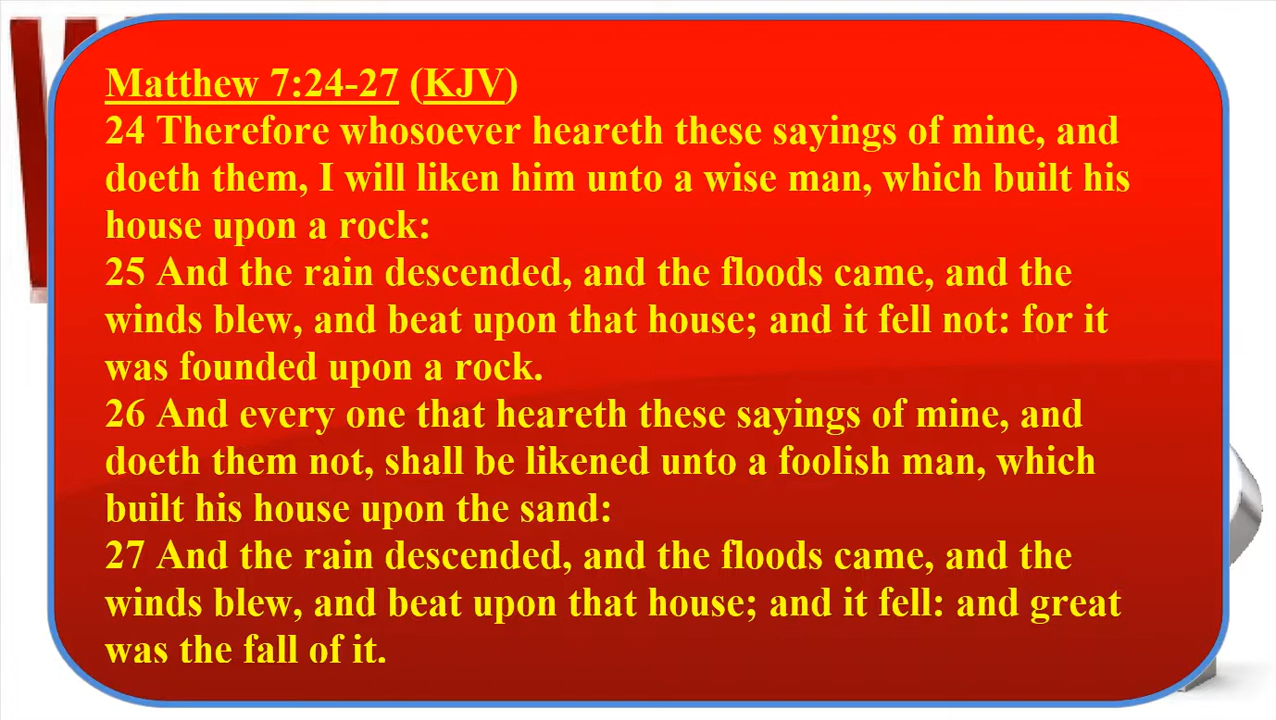 Matthew 7:24-27 (KJV)
24 Therefore whosoever heareth these sayings of mine, and
doeth them, I will liken him unto a wise man, which built his
house upon a rock:
25 And the rain descended, and the floods came, and the
winds blew, and beat upon that house; and it fell not: for it
was founded upon a rock.
26 And every one that heareth these sayings of mine, and
doeth them not, shall be likened unto a foolish man, which
built his house upon the sand:
27 And the rain descended, and the floods came, and the
winds blew, and beat upon that house; and it fell: and great
was the fall of it.